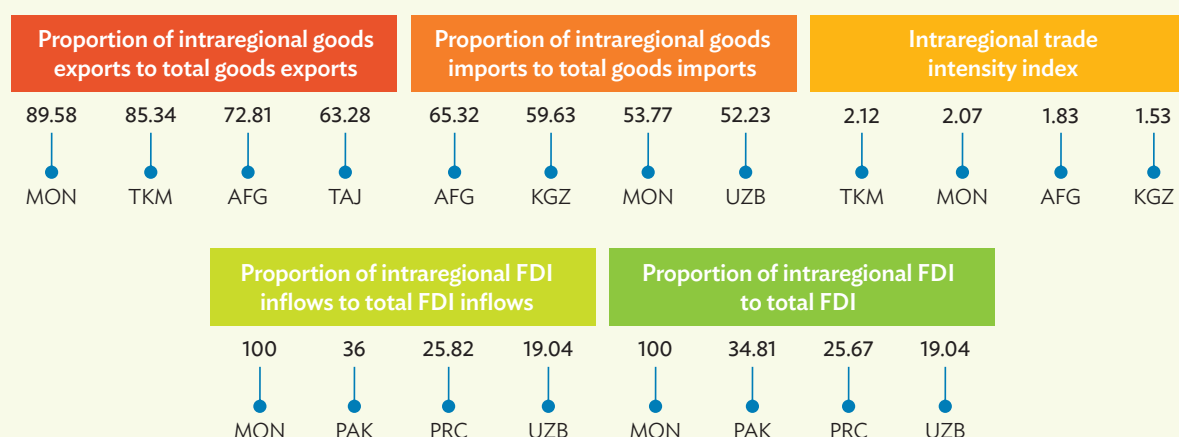 Proportion of intraregional goods
exports to total goods exports
Proportion of intraregional goods
imports to total goods imports
Intraregional trade
intensity index
89.58 85.34 72.81 63.28 65.32 59.63 53.77 52.23 2.12 2.07 1.83 1.53
MON TKM AFG TAJ AFG KGZ MON UZB TKM MON AFG KGZ
Proportion of intraregional FDI
inflows to total FDI inflows
Proportion of intraregional FDI
to total FDI
100 36 25.82 19.04 100 34.81 25.67 19.04
MON PAK PRC UZB MON PAK PRC UZB